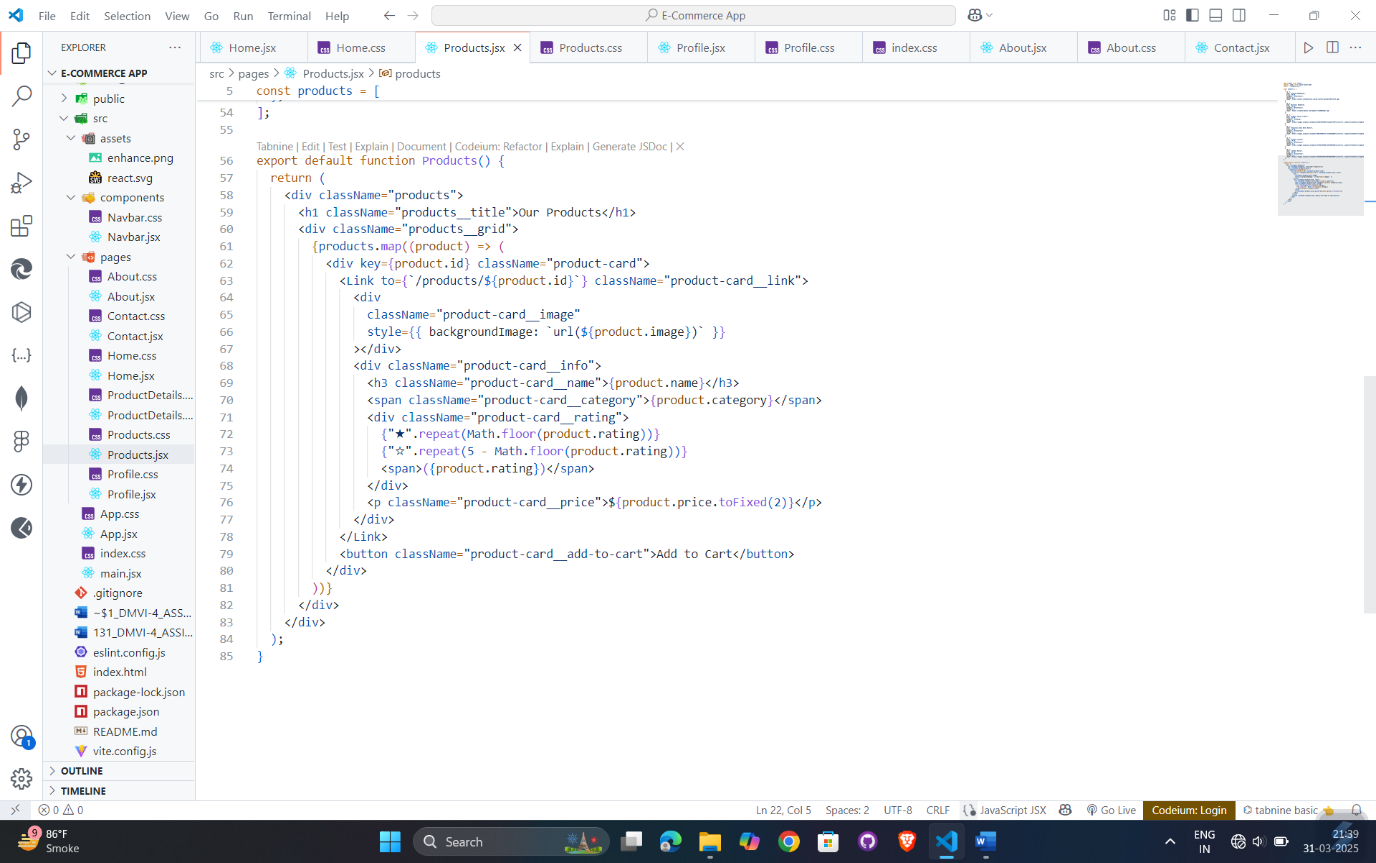 File Edit Selection View Go Run Terminal Help
E-Commerce App
EXPLORER
E-COMMERCE APP
public
src
assets
enhance.png
react.svg
components
Navbar.css
Navbar.jsx
pages
About.css
About.jsx
Contact.css
Contact.jsx
Home.css
Home.jsx
ProductDetails....
ProductDetails....
Products.css
Products.jsx
Profile.css
Profile.jsx
App.css
App.jsx
index.css
main.jsx
.gitignore
~$1_DMVI-4_ASS...
131_DMVI-4_ASSI...
eslint.config.js
index.html
package-lock.json
package.json
README.md
vite.config.js
OUTLINE
TIMELINE
1
Home.jsx Home.css Products.jsx Products.css Profile.jsx Profile.css index.css About.jsx About.css Contact.jsx
src > pages > Products.jsx > products
5 const products = [
54 ];
55
Tabnine | Edit | Test | Explain | Document | Codeium: Refactor | Explain | Generate JSDoc | X
56 export default function Products() {
57 return (
58 <div className="products">
59 <h1 className="products__title">Our Products</h1>
60 <div className="products__grid">
61 {products.map((product) => (
62 <div key={product.id} className="product-card">
63 <Link to={`/products/${product.id}`} className="product-card__link">
64 <div
65 className="product-card__image"
66 style={{ backgroundImage: `url(${product.image})` }}
67 ></div>
68 <div className="product-card__info">
69 <h3 className="product-card__name">{product.name}</h3>
70 <span className="product-card__category">{product.category}</span>
71 <div className="product-card__rating">
72 {"★".repeat(Math.floor(product.rating))}
73 {"☆".repeat(5 - Math.floor(product.rating))}
74 <span>({product.rating})</span>
75 </div>
76 <p className="product-card__price">${product.price.toFixed(2)}</p>
77 </div>
78 </Link>
79 <button className="product-card__add-to-cart">Add to Cart</button>
80 </div>
81 ))}
82 </div>
83 </div>
84 );
85 }
0 0 Ln 22, Col 5 Spaces: 2 UTF-8 CRLF JavaScript JSX Go Live Codeium: Login tabnine basic
9
86°F
Smoke
Search
ENG
IN
21:39
31-03-2025